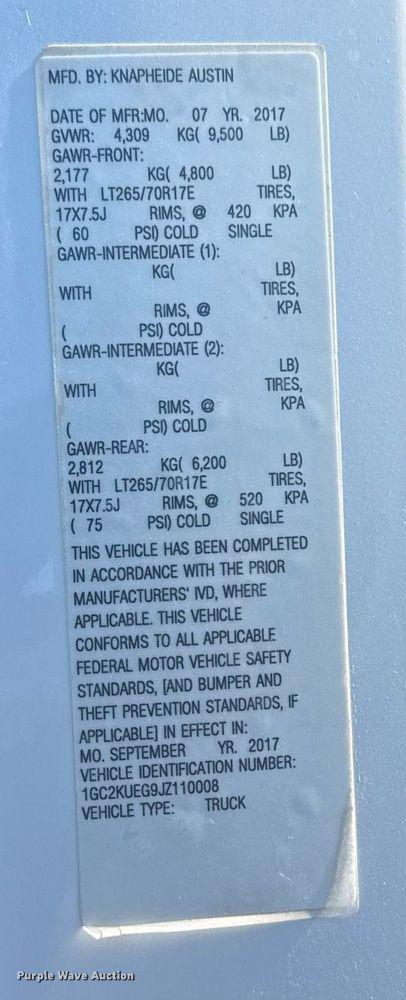 MFD. BY: KNAPHEIDE AUSTIN
DATE OF MFR:MO. 07 YR. 2017
GVWR: 4,309 KG( 9,500 LB)
GAWR-FRONT:
2,177 KG( 4,800 LB)
WITH LT265/70R17E TIRES,
17X7.5J RIMS, @ 420 KPA
( 60 PSI) COLD SINGLE
GAWR-INTERMEDIATE (1):
KG( LB)
WITH TIRES,
RIMS, @ KPA
( PSI) COLD
GAWR-INTERMEDIATE (2):
KG( LB)
WITH TIRES,
RIMS, @ KPA
( PSI) COLD
GAWR-REAR:
2,812 KG( 6,200 LB)
WITH LT265/70R17E TIRES,
17X7.5J RIMS, @ 520 KPA
( 75 PSI) COLD SINGLE
THIS VEHICLE HAS BEEN COMPLETED
IN ACCORDANCE WITH THE PRIOR
MANUFACTURERS' IVD, WHERE
APPLICABLE. THIS VEHICLE
CONFORMS TO ALL APPLICABLE
FEDERAL MOTOR VEHICLE SAFETY
STANDARDS, [AND BUMPER AND
THEFT PREVENTION STANDARDS, IF
APPLICABLE] IN EFFECT IN:
MO. SEPTEMBER YR. 2017
VEHICLE IDENTIFICATION NUMBER:
1GC2KUEG9JZ110008
VEHICLE TYPE: TRUCK
Purple Wave Auction